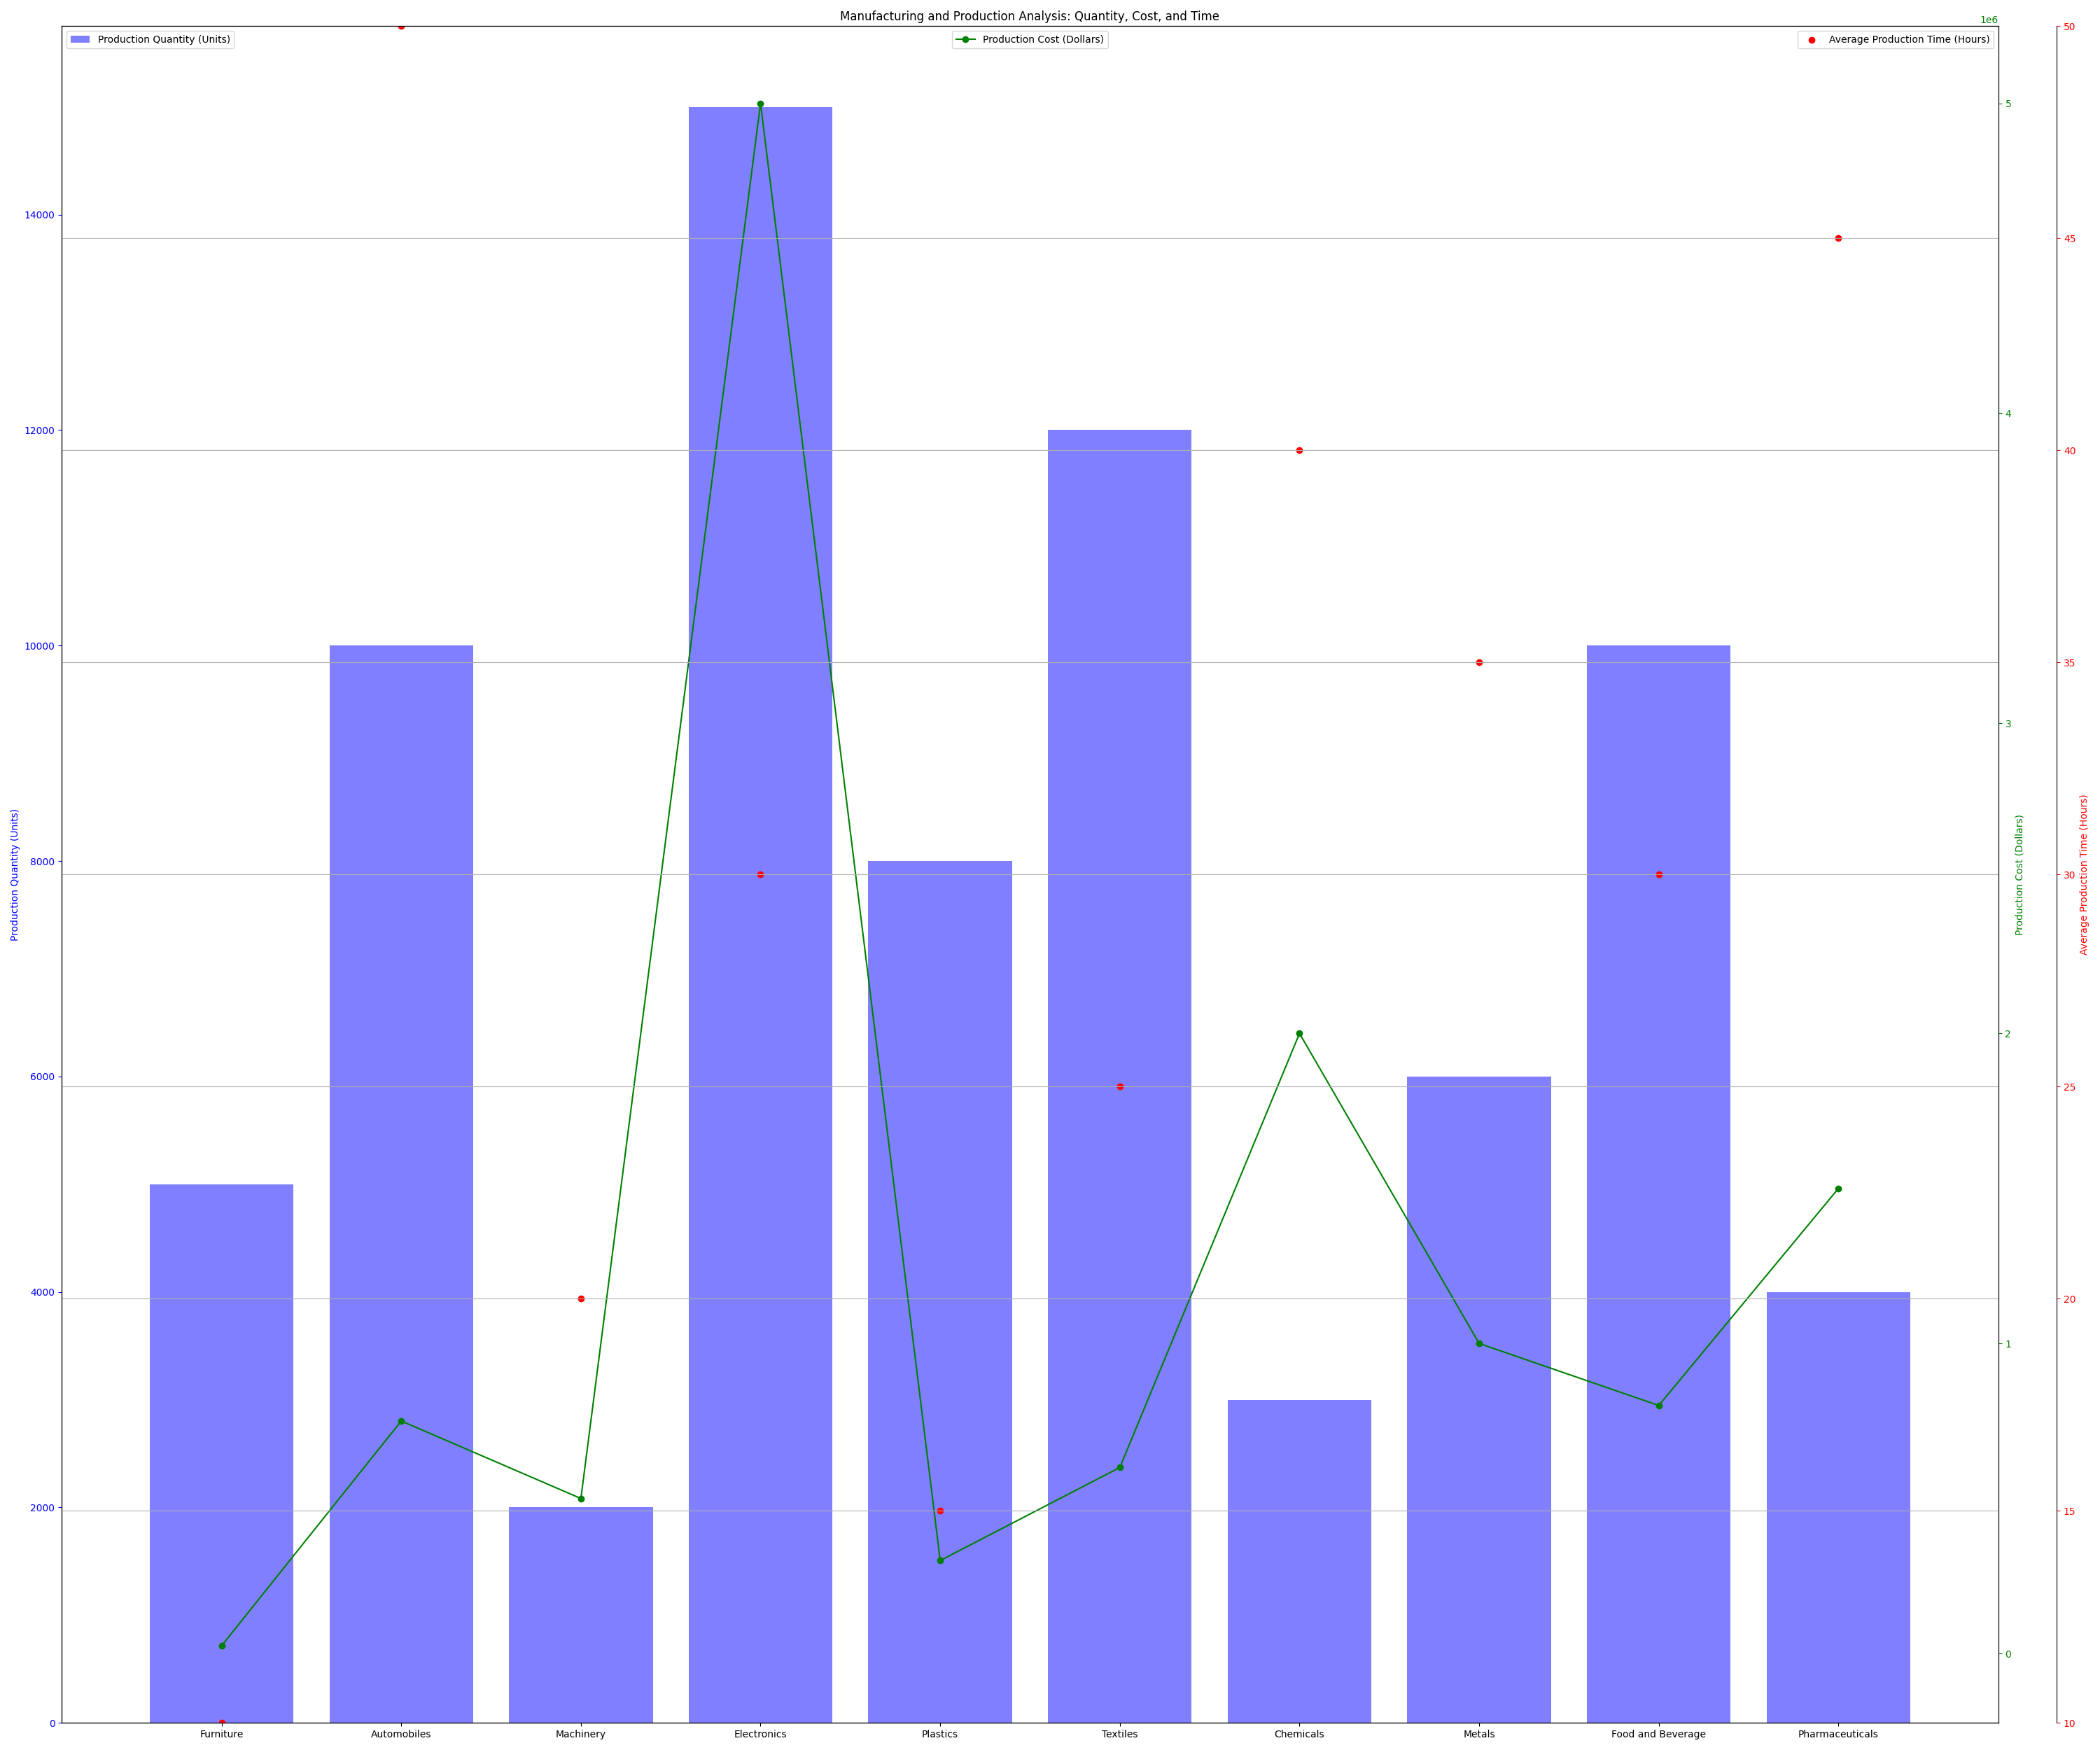 Manufacturing and Production Analysis: Quantity, Cost, and Time
Production Quantity (Units)
Production Cost (Dollars)
Average Production Time (Hours)
1e6
Production Quantity (Units)
14000
12000
10000
8000
6000
4000
2000
0
Furniture
Automobiles
Machinery
Electronics
Plastics
Textiles
Chemicals
Metals
Food and Beverage
Pharmaceuticals
5
4
3
2
1
0
Production Cost (Dollars)
50
45
40
35
30
25
20
15
10
Average Production Time (Hours)